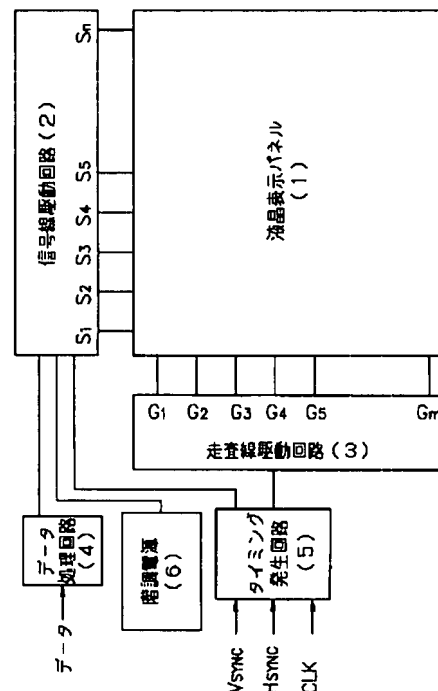 データ
データ
処理回路
(4)
階調電源
(6)
VSYNC
HSYNC
CLK
タイミング
発生回路
(5)
信号線駆動回路(2)
S1 S2 S3 S4 S5 Sn
走査線駆動回路(3)
G1 G2 G3 G4 G5 Gm
液晶表示パネル
(1)